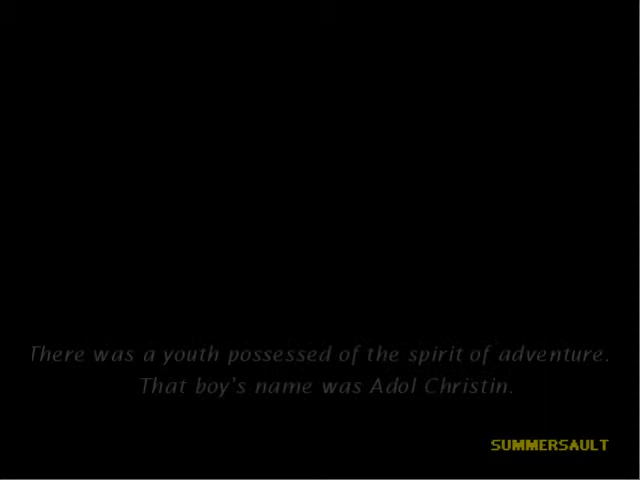 There was a youth possessed of the spirit of adventure.
That boy's name was Adol Christin.
SUMMERSAULT